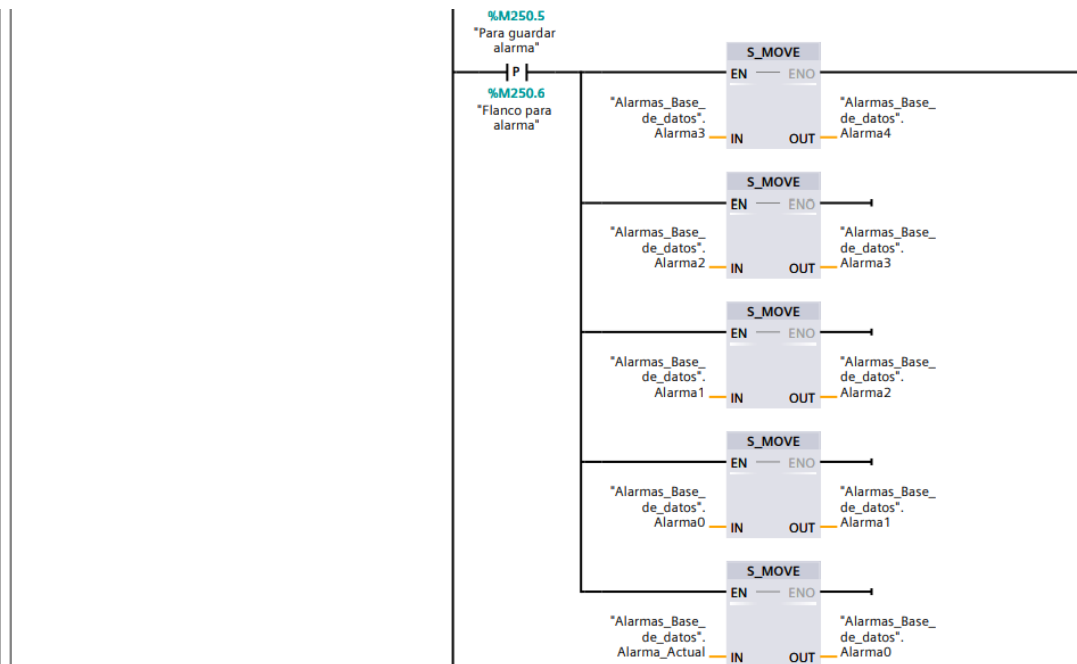 %M250.5
"Para guardar
alarma"
P
%M250.6
"Flanco para
alarma"
S_MOVE
EN ENO
"Alarmas_Base_
de_datos".
Alarma3
IN OUT
"Alarmas_Base_
de_datos".
Alarma4
S_MOVE
EN ENO
"Alarmas_Base_
de_datos".
Alarma2
IN OUT
"Alarmas_Base_
de_datos".
Alarma3
S_MOVE
EN ENO
"Alarmas_Base_
de_datos".
Alarma1
IN OUT
"Alarmas_Base_
de_datos".
Alarma2
S_MOVE
EN ENO
"Alarmas_Base_
de_datos".
Alarma0
IN OUT
"Alarmas_Base_
de_datos".
Alarma1
S_MOVE
EN ENO
"Alarmas_Base_
de_datos".
Alarma_Actual
IN OUT
"Alarmas_Base_
de_datos".
Alarma0